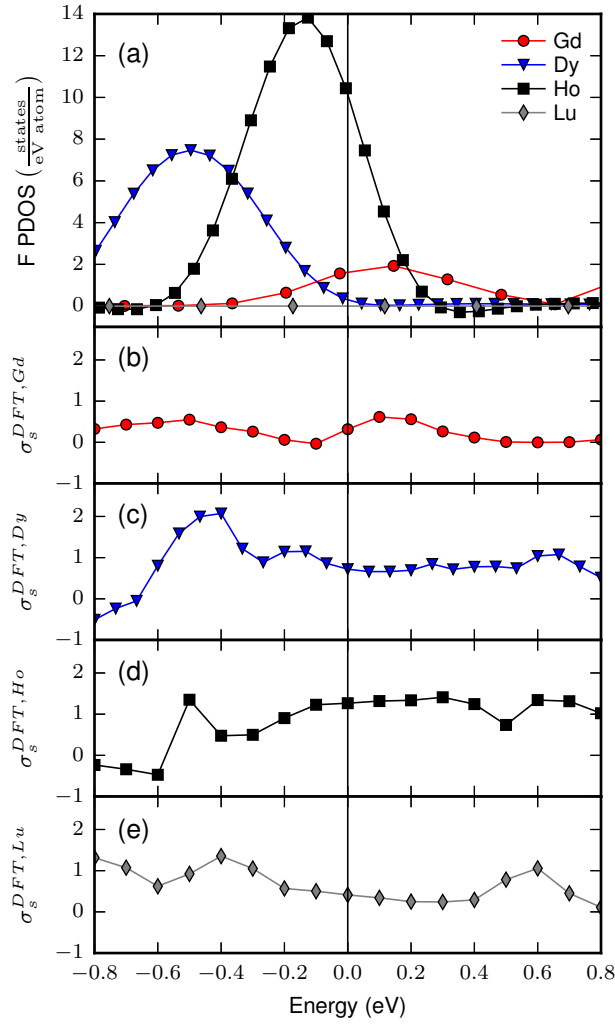 14
12
10
8
6
4
2
0
F PDOS (states / eV atom)
(a)
Gd
Dy
Ho
Lu
2
1
0
−1
σ_s^{DFT,Gd}
(b)
2
1
0
−1
σ_s^{DFT,Dy}
(c)
2
1
0
−1
σ_s^{DFT,Ho}
(d)
2
1
0
−1
σ_s^{DFT,Lu}
(e)
−0.8 −0.6 −0.4 −0.2 0.0 0.2 0.4 0.6 0.8
Energy (eV)